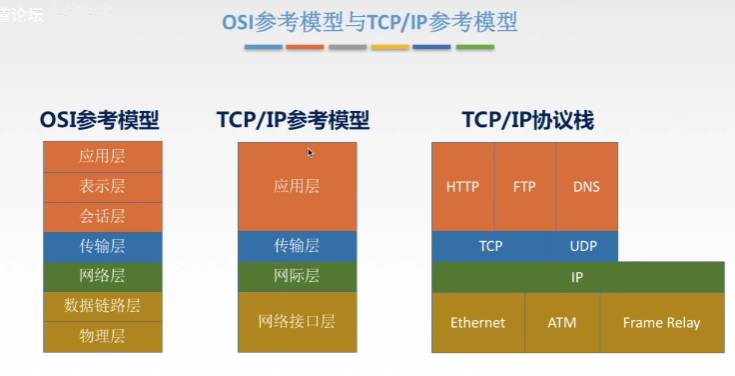 道论坛
OSI参考模型与TCP/IP参考模型
OSI参考模型
应用层
表示层
会话层
传输层
网络层
数据链路层
物理层
TCP/IP参考模型
应用层
传输层
网际层
网络接口层
TCP/IP协议栈
HTTP FTP DNS
TCP UDP
IP
Ethernet ATM Frame Relay